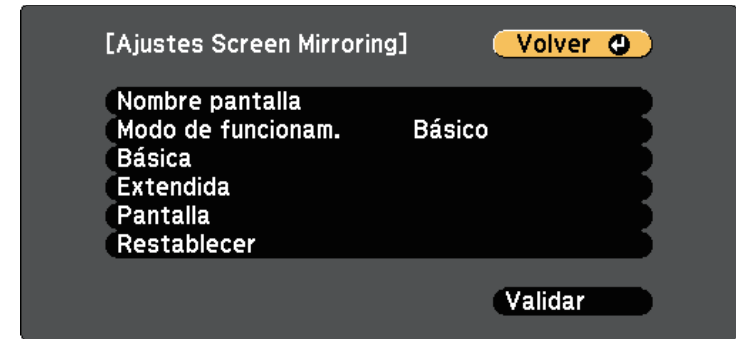 [Ajustes Screen Mirroring] Volver
Nombre pantalla
Modo de funcionam. Básico
Básica
Extendida
Pantalla
Restablecer
Validar